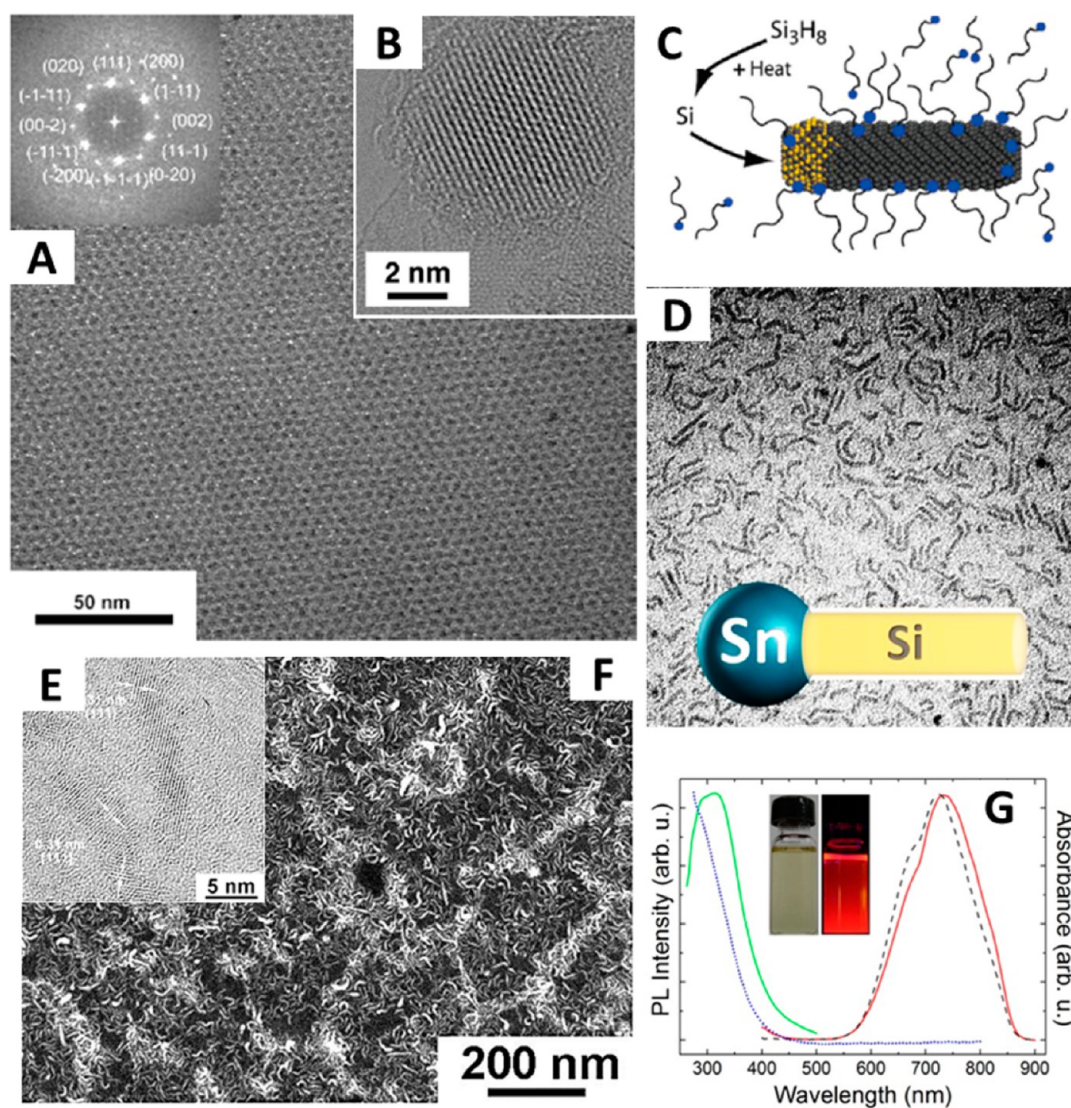 A
(020)
(111)
(200)
(-1-11)
(1-11)
(00-2)
(002)
(-11-1)
(11-1)
(-200)
(-1-1-1)
(0-20)
50 nm
B
2 nm
C
Si3H8
+ Heat
Si
D
Sn
Si
E
5 nm
F
200 nm
G
PL Intensity (arb. u.)
Absorbance (arb. u.)
300 400 500 600 700 800 900
Wavelength (nm)